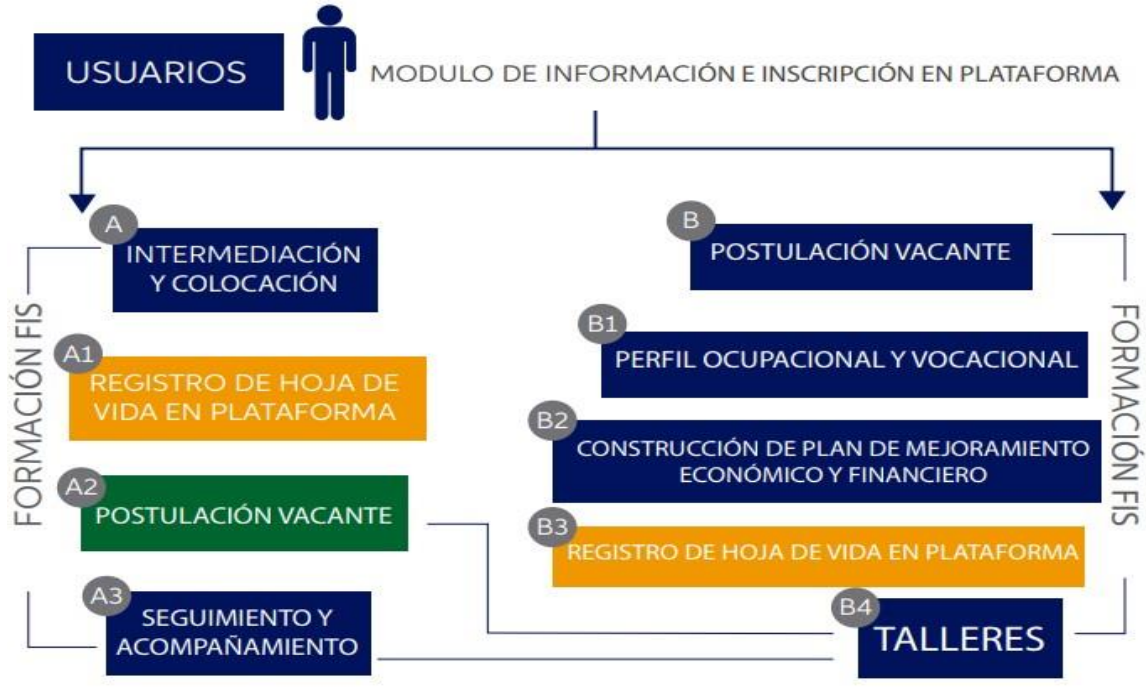 USUARIOS
MODULO DE INFORMACIÓN E INSCRIPCIÓN EN PLATAFORMA
FORMACIÓN FIS
A
INTERMEDIACIÓN
Y COLOCACIÓN
A1
REGISTRO DE HOJA DE
VIDA EN PLATAFORMA
A2
POSTULACIÓN VACANTE
A3
SEGUIMIENTO Y
ACOMPAÑAMIENTO
B
POSTULACIÓN VACANTE
B1
PERFIL OCUPACIONAL Y VOCACIONAL
B2
CONSTRUCCIÓN DE PLAN DE MEJORAMIENTO
ECONÓMICO Y FINANCIERO
B3
REGISTRO DE HOJA DE VIDA EN PLATAFORMA
B4
TALLERES
FORMACIÓN FIS